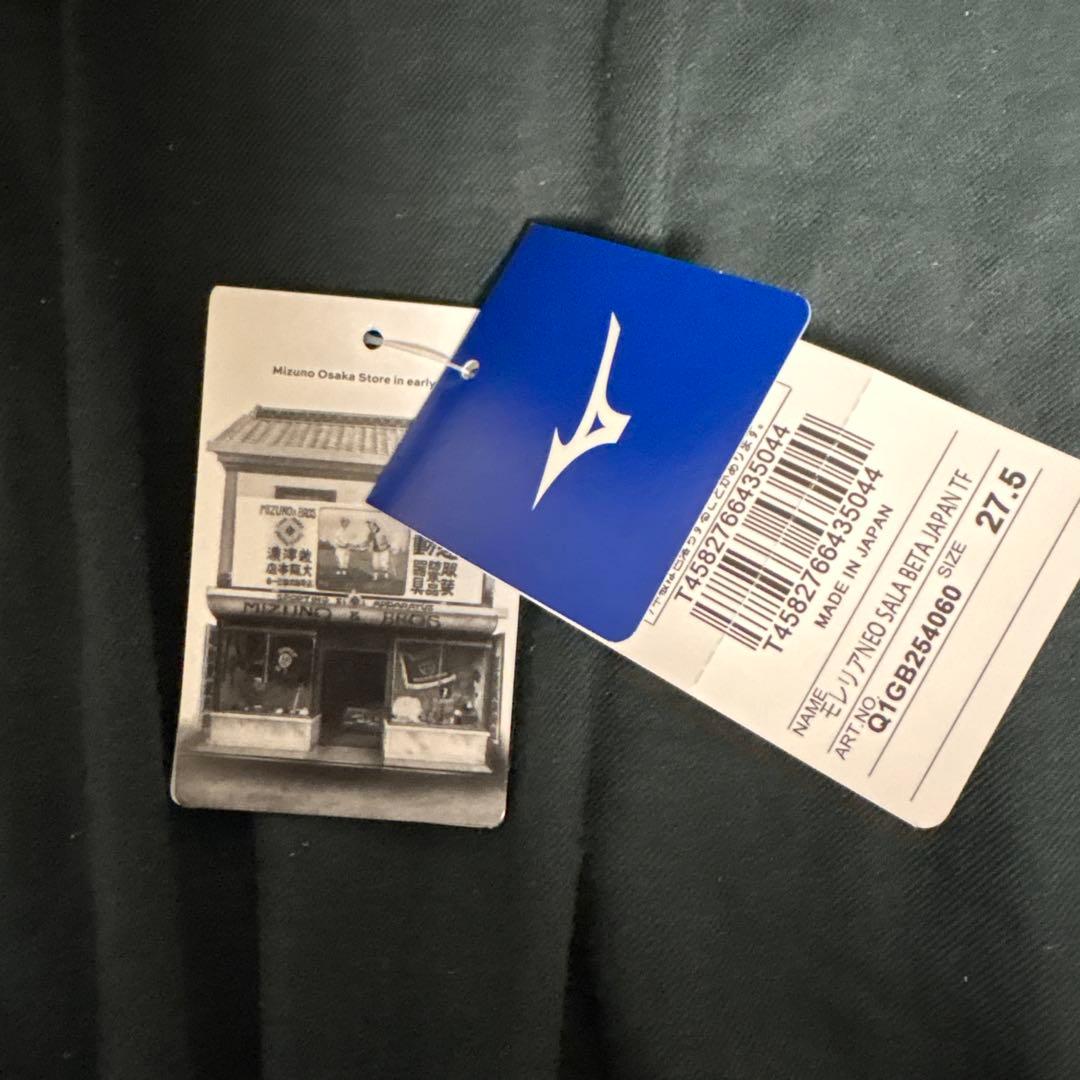 Mizuno Osaka Store in early
MIZUNO & BROS
MIZUNO & BROS
T4582766435044
T4582766435044
MADE IN JAPAN
NAME
モレリアNEO SALA BETA JAPAN TF
ART.NO.
SIZE
Q1GB254060
27.5